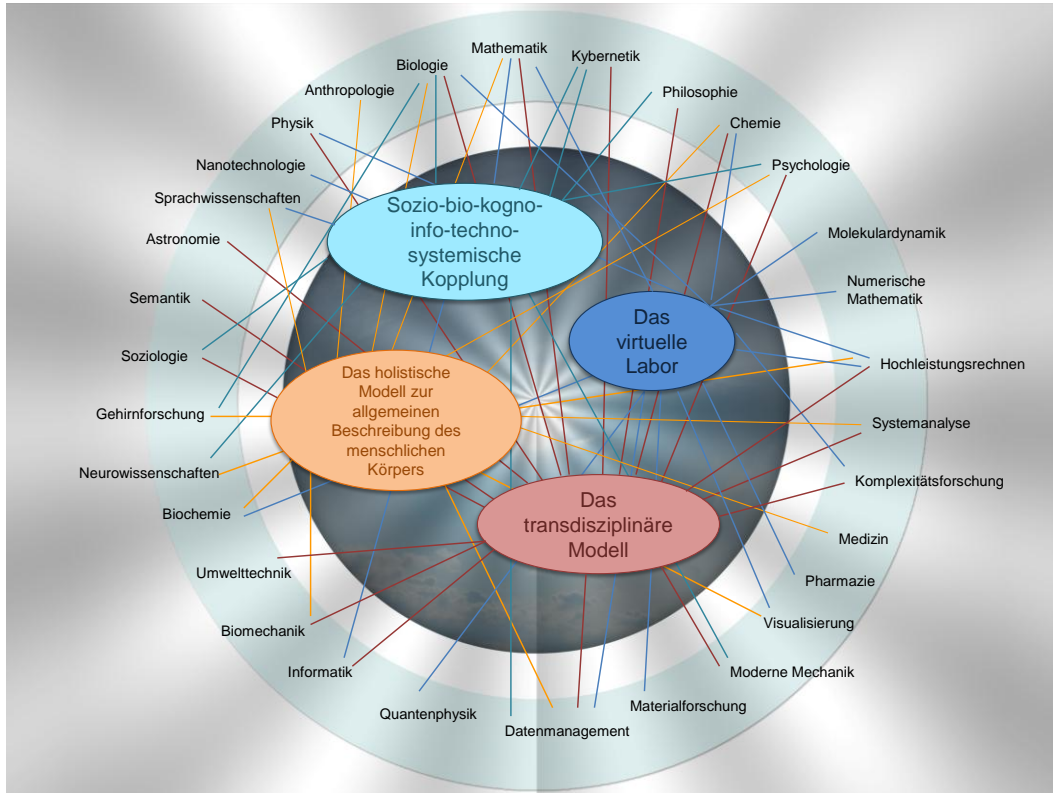 Mathematik
Kybernetik
Biologie
Anthropologie
Philosophie
Physik
Chemie
Nanotechnologie
Psychologie
Sprachwissenschaften
Astronomie
Molekulardynamik
Semantik
Numerische
Mathematik
Soziologie
Hochleistungsrechnen
Gehirnforschung
Systemanalyse
Neurowissenschaften
Komplexitätsforschung
Biochemie
Medizin
Umwelttechnik
Pharmazie
Biomechanik
Visualisierung
Informatik
Moderne Mechanik
Quantenphysik
Materialforschung
Datenmanagement
Sozio-bio-kogno-
info-techno-
systemische
Kopplung
Das
virtuelle
Labor
Das holistische
Modell zur
allgemeinen
Beschreibung des
menschlichen
Körpers
Das
transdisziplinäre
Modell